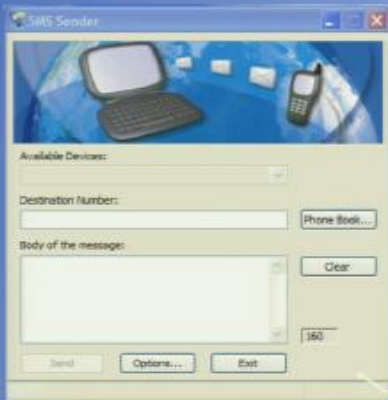 SMS Sender
Available Devices:
Destination Number:
Phone Book...
Body of the message:
Clear
160
Send
Options...
Exit